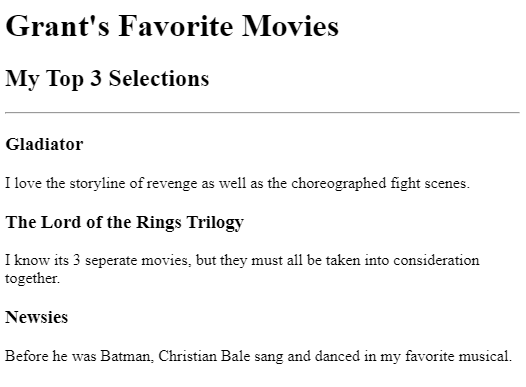 Grant's Favorite Movies
My Top 3 Selections
Gladiator
I love the storyline of revenge as well as the choreographed fight scenes.
The Lord of the Rings Trilogy
I know its 3 seperate movies, but they must all be taken into consideration
together.
Newsies
Before he was Batman, Christian Bale sang and danced in my favorite musical.